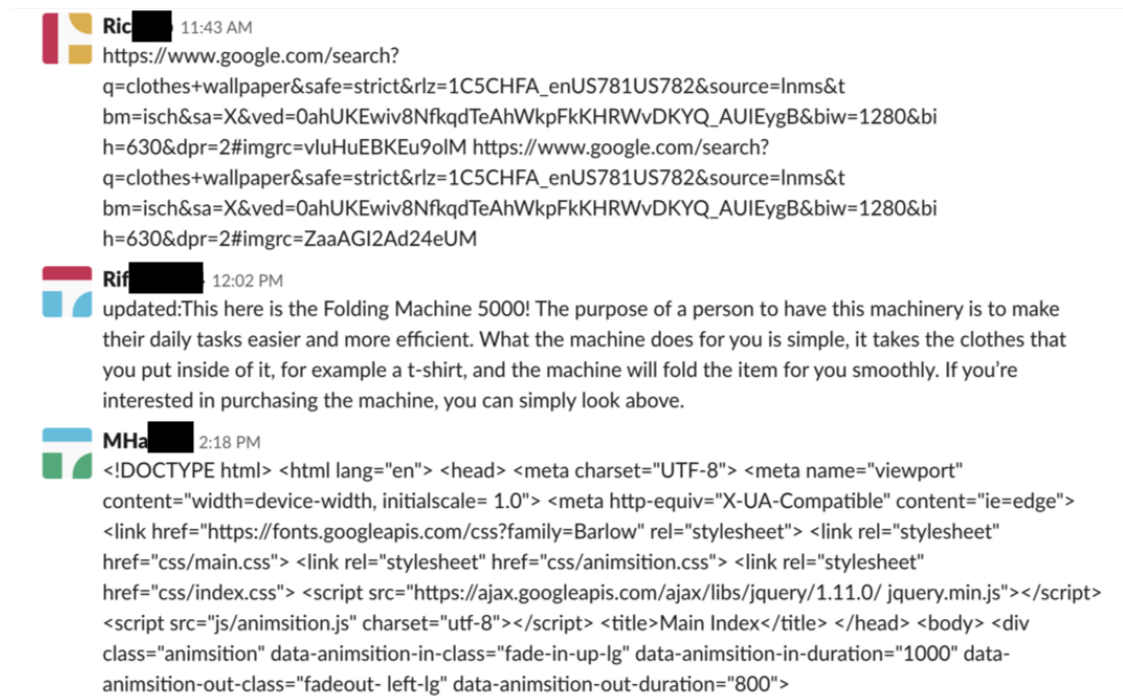 Ric 11:43 AM
https://www.google.com/search?
q=clothes+wallpaper&safe=strict&rlz=1C5CHFA_enUS781US782&source=lnms&t
bm=isch&sa=X&ved=0ahUKEwiv8NfkqdTeAhWkpFkKHRWvDKYQ_AUIEygB&biw=1280&bi
h=630&dpr=2#imgrc=vIuHuEBKEu9olM https://www.google.com/search?
q=clothes+wallpaper&safe=strict&rlz=1C5CHFA_enUS781US782&source=lnms&t
bm=isch&sa=X&ved=0ahUKEwiv8NfkqdTeAhWkpFkKHRWvDKYQ_AUIEygB&biw=1280&bi
h=630&dpr=2#imgrc=ZaaAGI2Ad24eUM
Rif 12:02 PM
updated:This here is the Folding Machine 5000! The purpose of a person to have this machinery is to make
their daily tasks easier and more efficient. What the machine does for you is simple, it takes the clothes that
you put inside of it, for example a t-shirt, and the machine will fold the item for you smoothly. If you’re
interested in purchasing the machine, you can simply look above.
MHa 2:18 PM
<!DOCTYPE html> <html lang="en"> <head> <meta charset="UTF-8"> <meta name="viewport"
content="width=device-width, initialscale= 1.0"> <meta http-equiv="X-UA-Compatible" content="ie=edge">
<link href="https://fonts.googleapis.com/css?family=Barlow" rel="stylesheet"> <link rel="stylesheet"
href="css/main.css"> <link rel="stylesheet" href="css/animsition.css"> <link rel="stylesheet"
href="css/index.css"> <script src="https://ajax.googleapis.com/ajax/libs/jquery/1.11.0/ jquery.min.js"></script>
<script src="js/animsition.js" charset="utf-8"></script> <title>Main Index</title> </head> <body> <div
class="animsition" data-animsition-in-class="fade-in-up-lg" data-animsition-in-duration="1000" data-
animsition-out-class="fadeout- left-lg" data-animsition-out-duration="800">